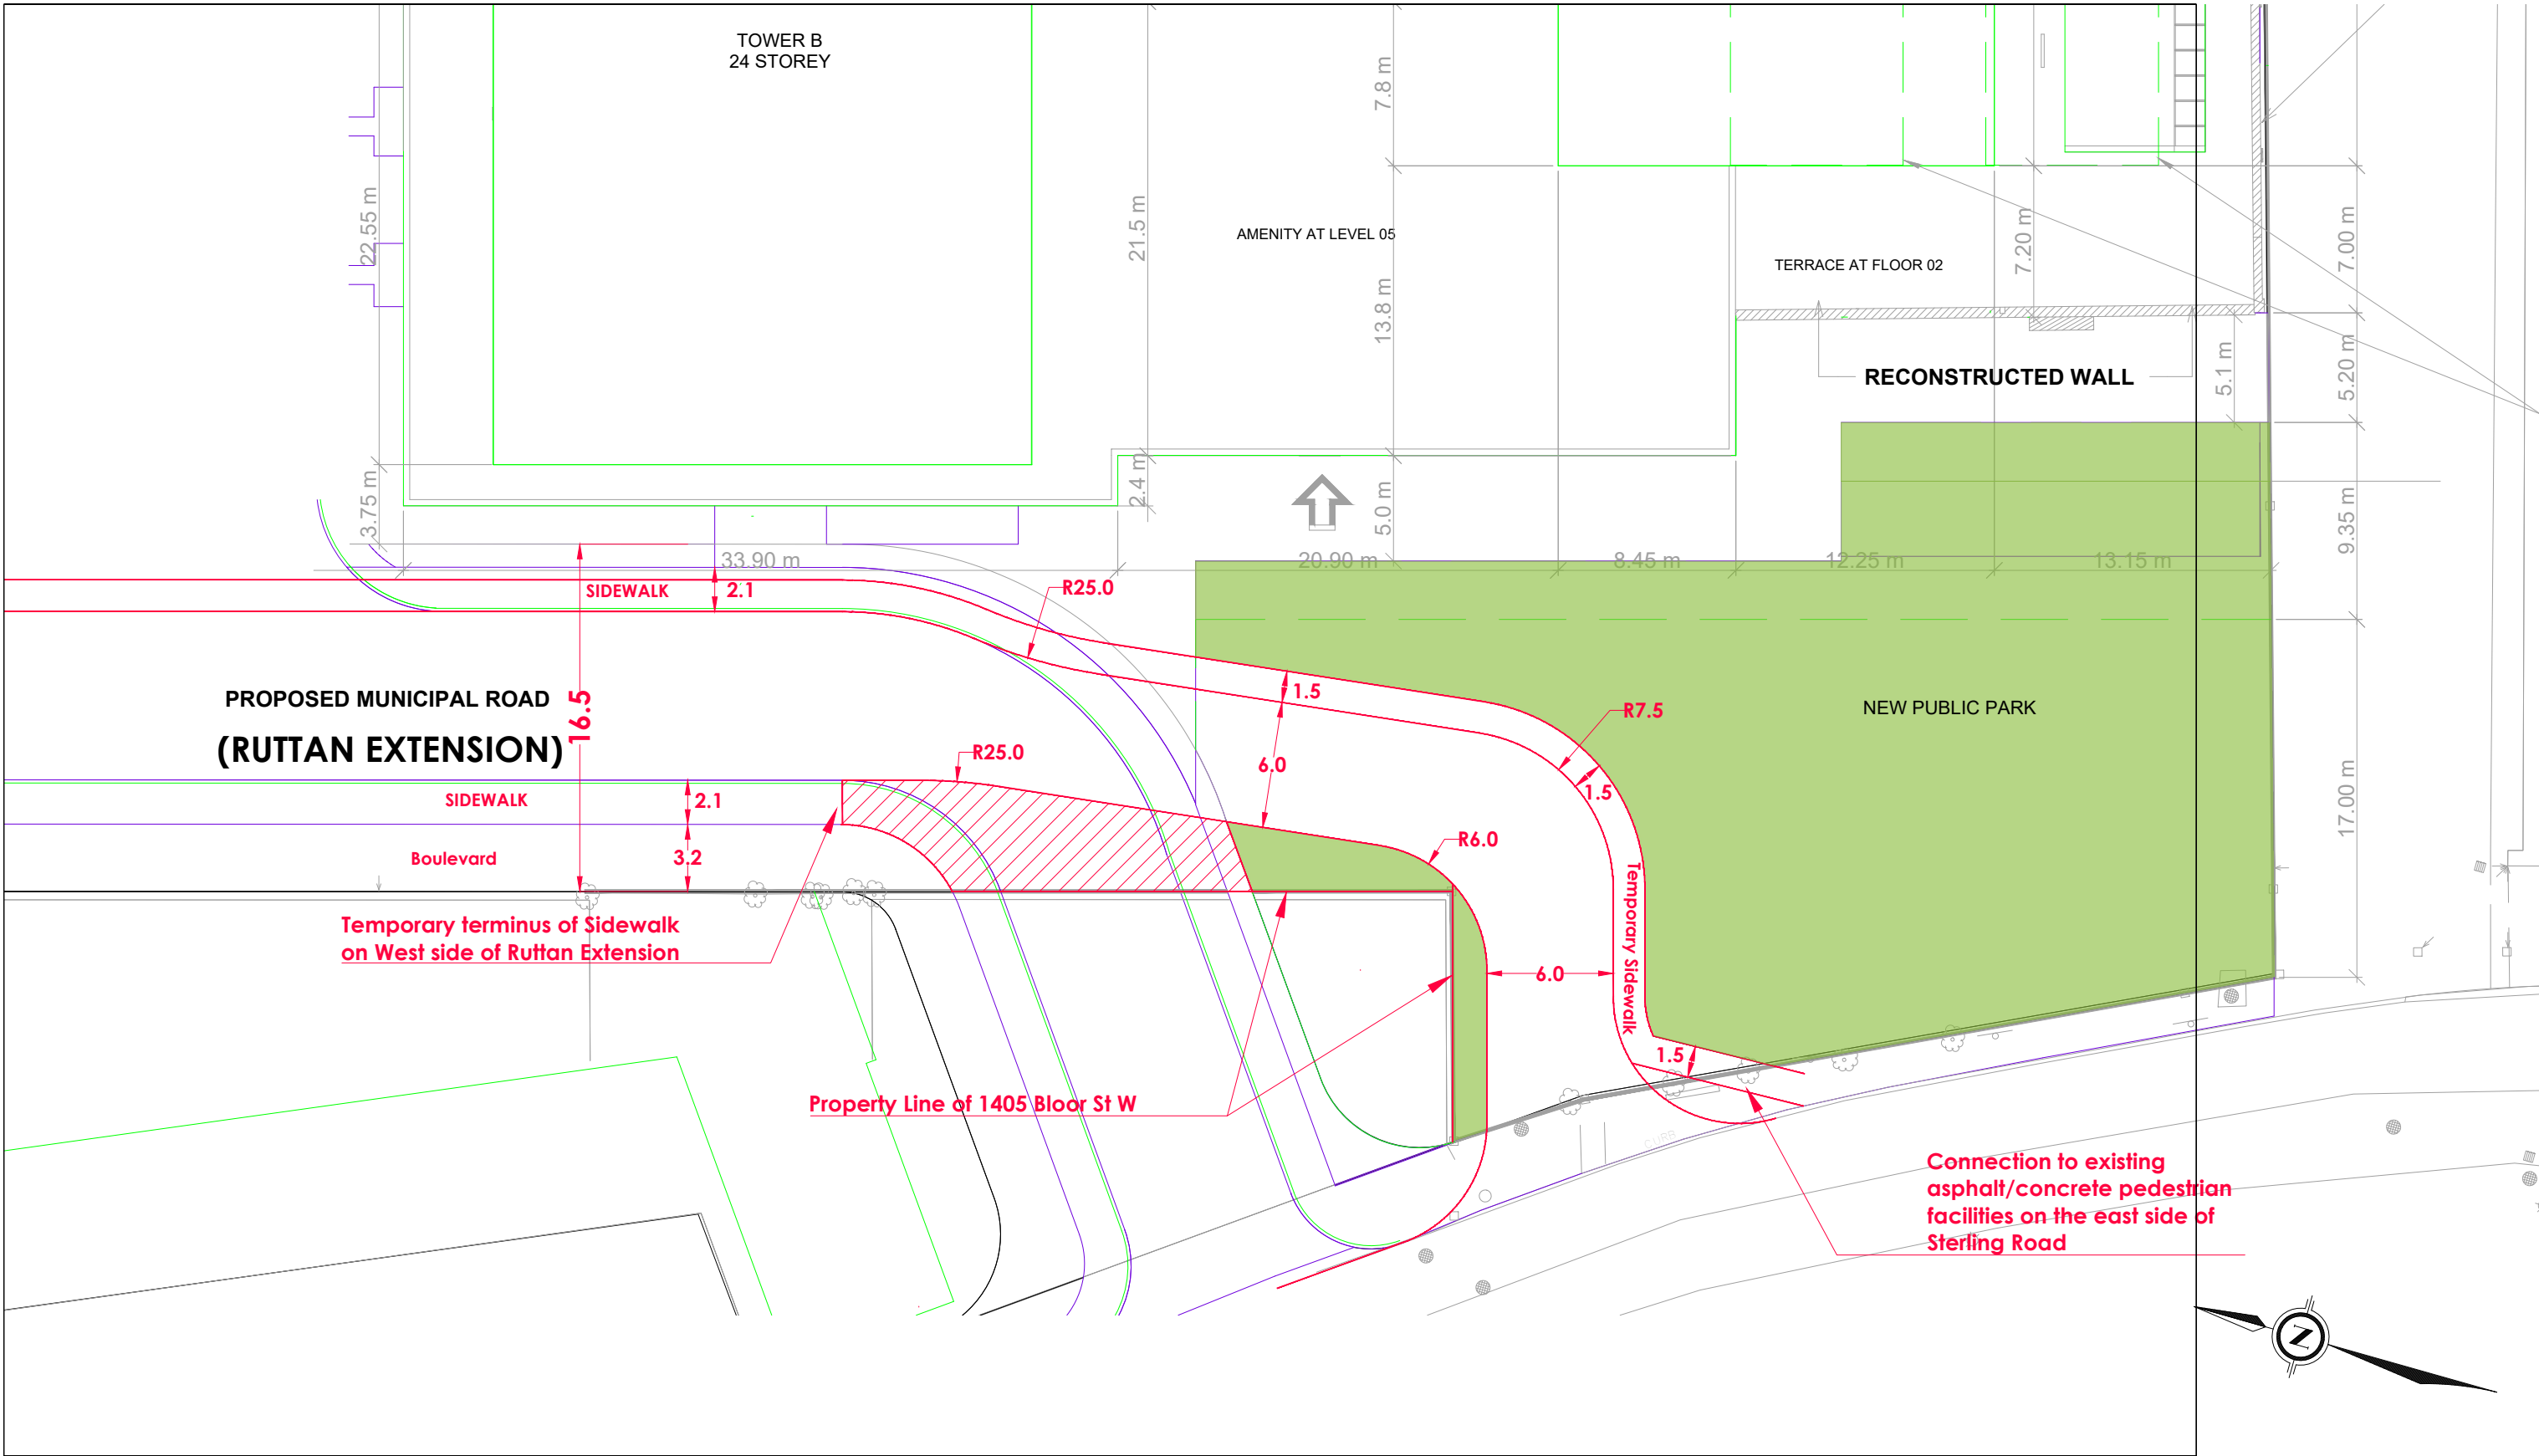 TOWER B
24 STOREY
7.8 m
22.55 m
21.5 m
AMENITY AT LEVEL 05
13.8 m
TERRACE AT FLOOR 02
7.20 m
7.00 m
RECONSTRUCTED WALL
5.1 m
5.20 m
3.75 m
2.4 m
5.0 m
9.35 m
33.90 m
20.90 m
8.45 m
12.25 m
13.15 m
SIDEWALK
2.1
R25.0
PROPOSED MUNICIPAL ROAD
(RUTTAN EXTENSION)
16.5
1.5
R7.5
NEW PUBLIC PARK
R25.0
6.0
1.5
SIDEWALK
2.1
17.00 m
Boulevard
3.2
R6.0
Temporary Sidewalk
Temporary terminus of Sidewalk
on West side of Ruttan Extension
6.0
1.5
Property Line of 1405 Bloor St W
CURB
Connection to existing
asphalt/concrete pedestrian
facilities on the east side of
Sterling Road
N